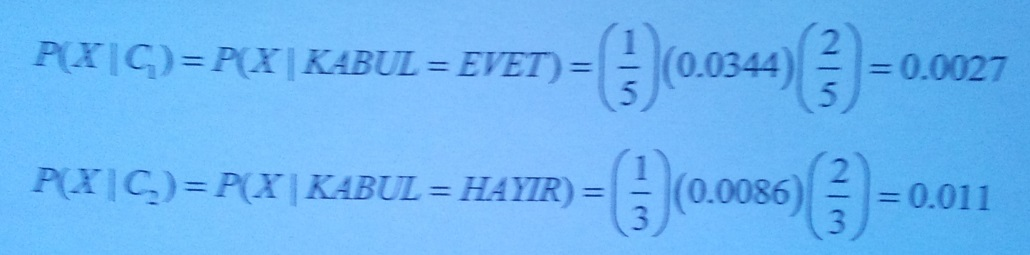 P(X | C₁) = P(X | KABUL = EVET) = (1/5)(0.0344)(2/5) = 0.0027
P(X | C₂) = P(X | KABUL = HAYIR) = (1/3)(0.0086)(2/3) = 0.011